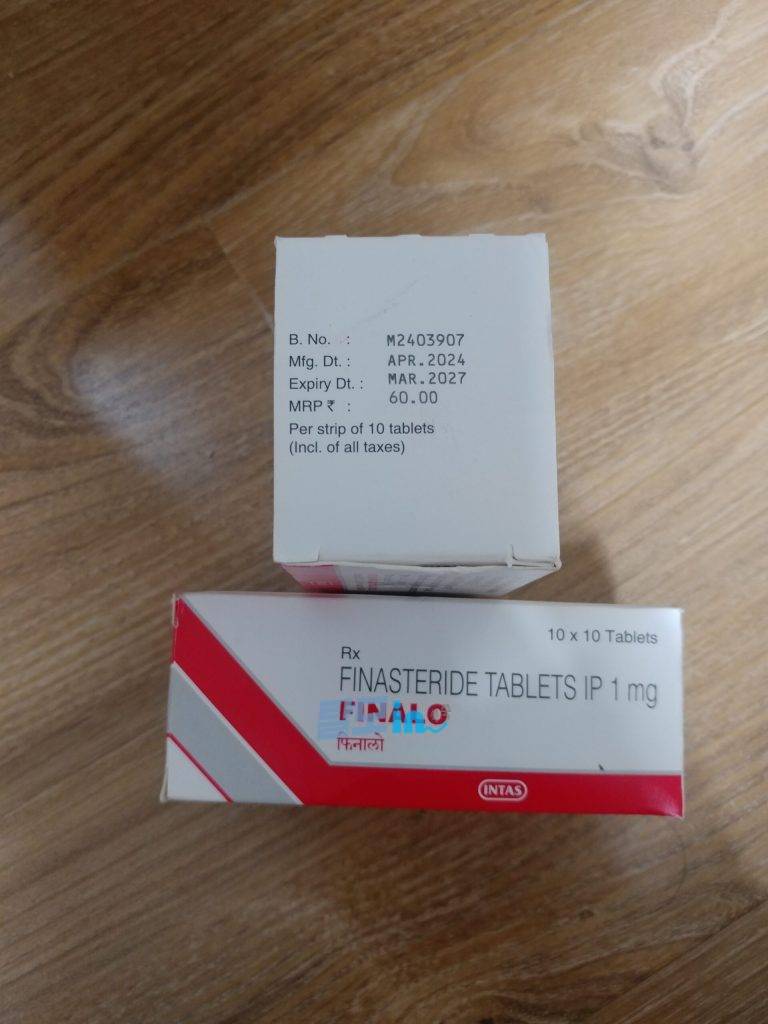 B. No. : M2403907
Mfg. Dt. : APR.2024
Expiry Dt. : MAR.2027
MRP ₹ : 60.00
Per strip of 10 tablets
(Incl. of all taxes)
10 x 10 Tablets
Rx
FINASTERIDE TABLETS IP 1 mg
FINALO
फिनालो
INTAS